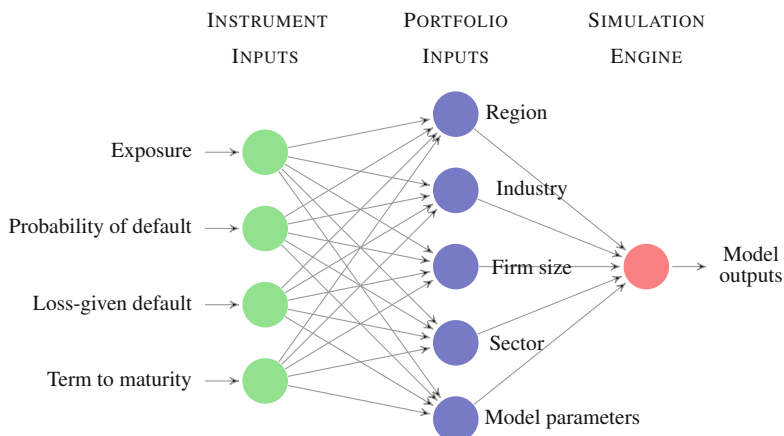 INSTRUMENT
INPUTS
PORTFOLIO
INPUTS
SIMULATION
ENGINE
Exposure
Probability of default
Loss-given default
Term to maturity
Region
Industry
Firm size
Sector
Model parameters
Model
outputs